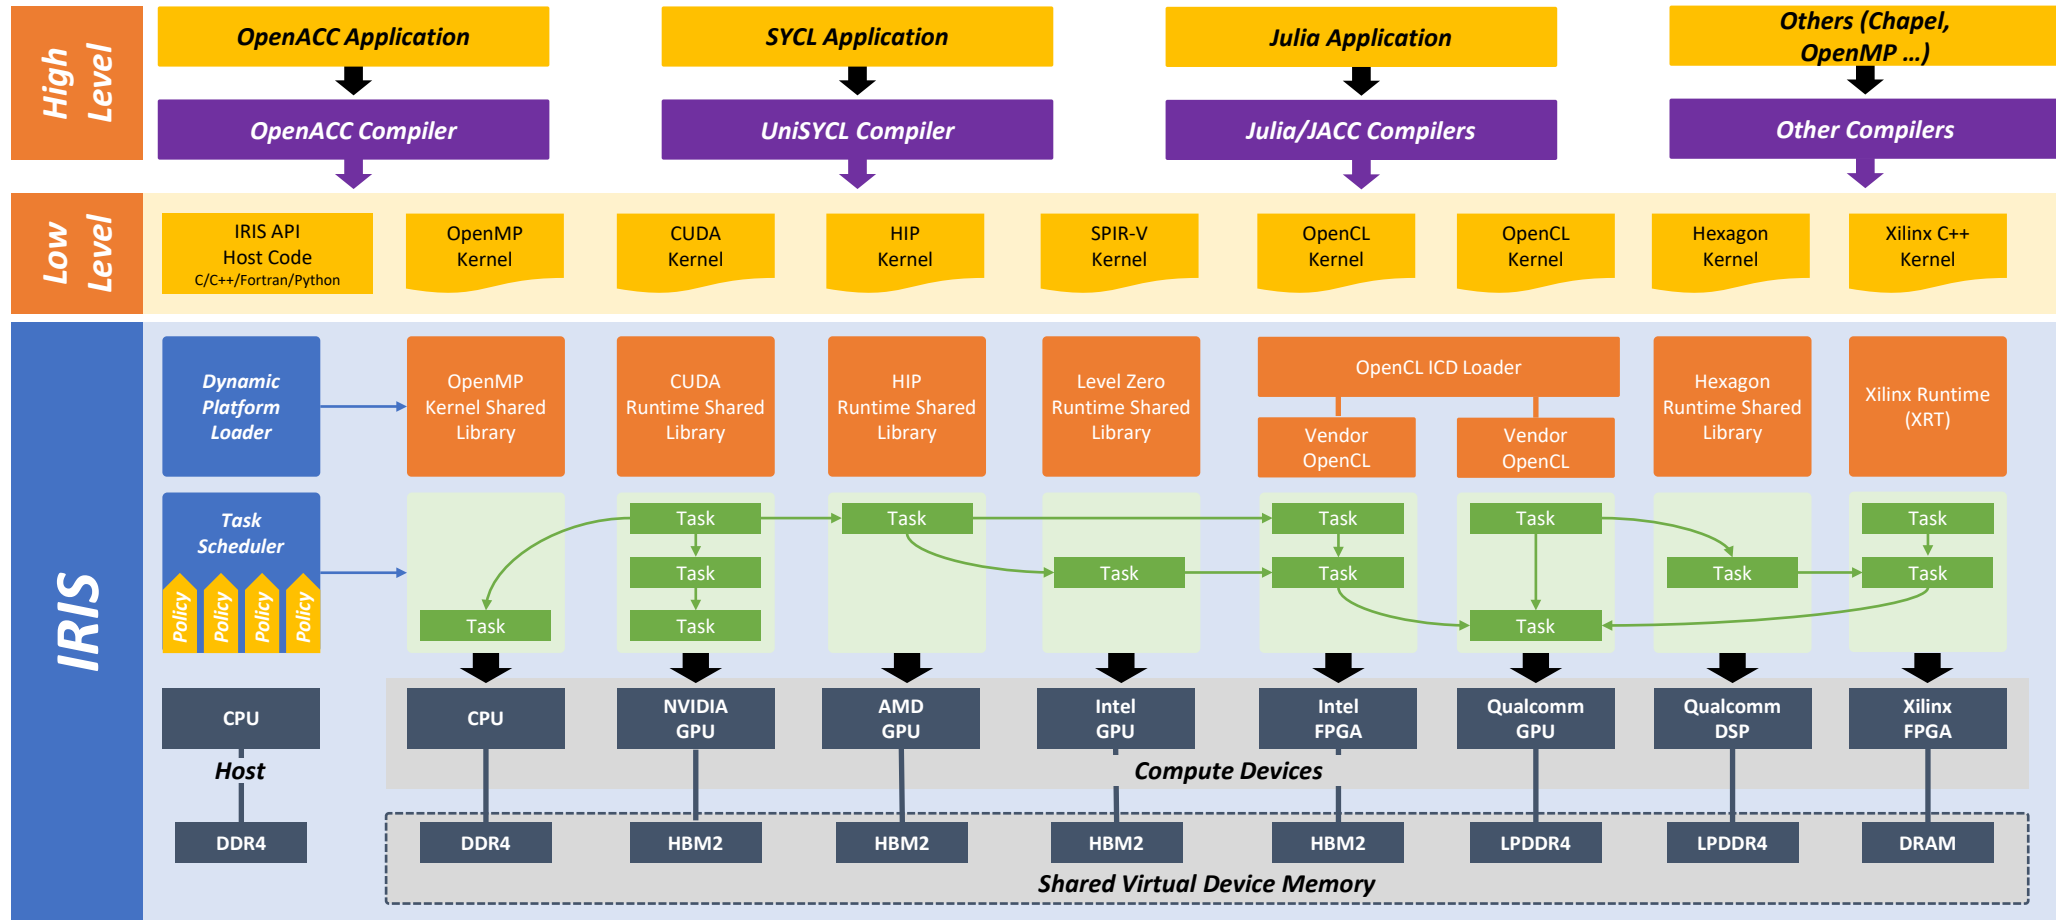 High
Level
OpenACC Application
SYCL Application
Julia Application
Others (Chapel,
OpenMP ...)
OpenACC Compiler
UniSYCL Compiler
Julia/JACC Compilers
Other Compilers
Low
Level
IRIS API
Host Code
C/C++/Fortran/Python
OpenMP
Kernel
CUDA
Kernel
HIP
Kernel
SPIR-V
Kernel
OpenCL
Kernel
OpenCL
Kernel
Hexagon
Kernel
Xilinx C++
Kernel
IRIS
Dynamic
Platform
Loader
OpenMP
Kernel Shared
Library
CUDA
Runtime Shared
Library
HIP
Runtime Shared
Library
Level Zero
Runtime Shared
Library
OpenCL ICD Loader
Vendor
OpenCL
Vendor
OpenCL
Hexagon
Runtime Shared
Library
Xilinx Runtime
(XRT)
Task
Scheduler
Policy
Policy
Policy
Policy
Task
Task
Task
Task
Task
Task
Task
Task
Task
Task
Task
Task
Task
Task
CPU
Host
DDR4
CPU
NVIDIA
GPU
AMD
GPU
Intel
GPU
Intel
FPGA
Qualcomm
GPU
Qualcomm
DSP
Xilinx
FPGA
Compute Devices
DDR4
HBM2
HBM2
HBM2
HBM2
LPDDR4
LPDDR4
DRAM
Shared Virtual Device Memory